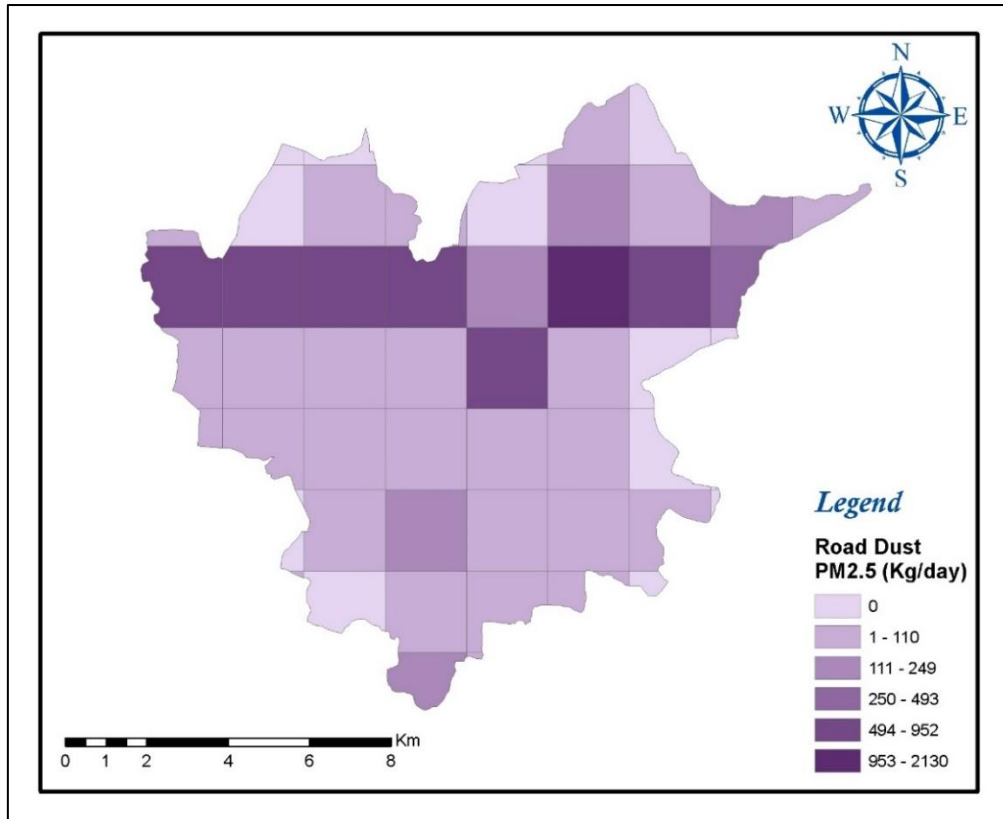 N
W E
S
Legend
Road Dust
PM2.5 (Kg/day)
0
1 - 110
111 - 249
250 - 493
494 - 952
953 - 2130
Km
0 1 2 4 6 8